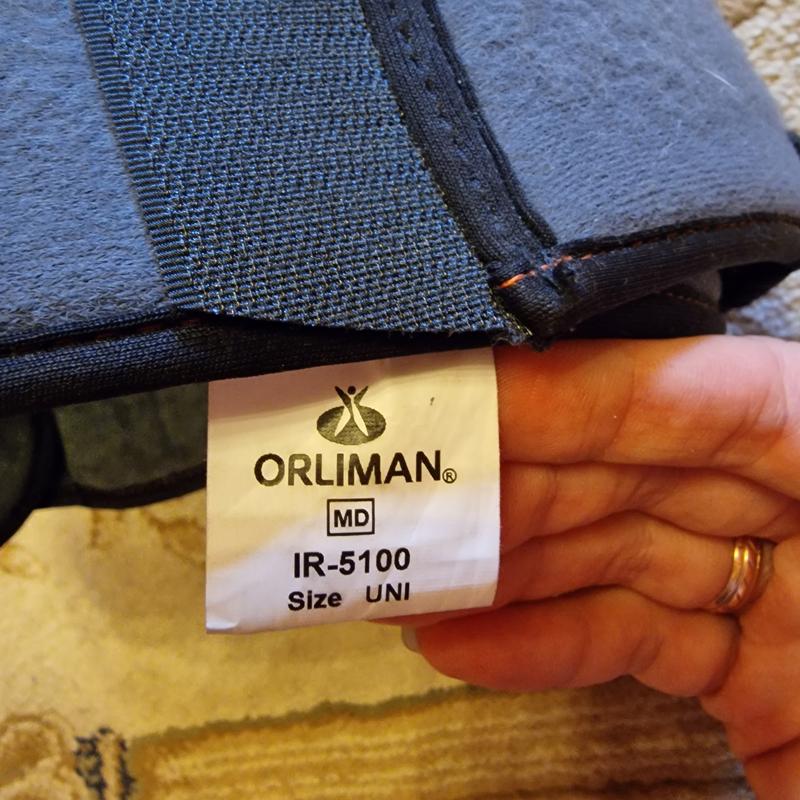 ORLIMAN®
MD
IR-5100
Size UNI